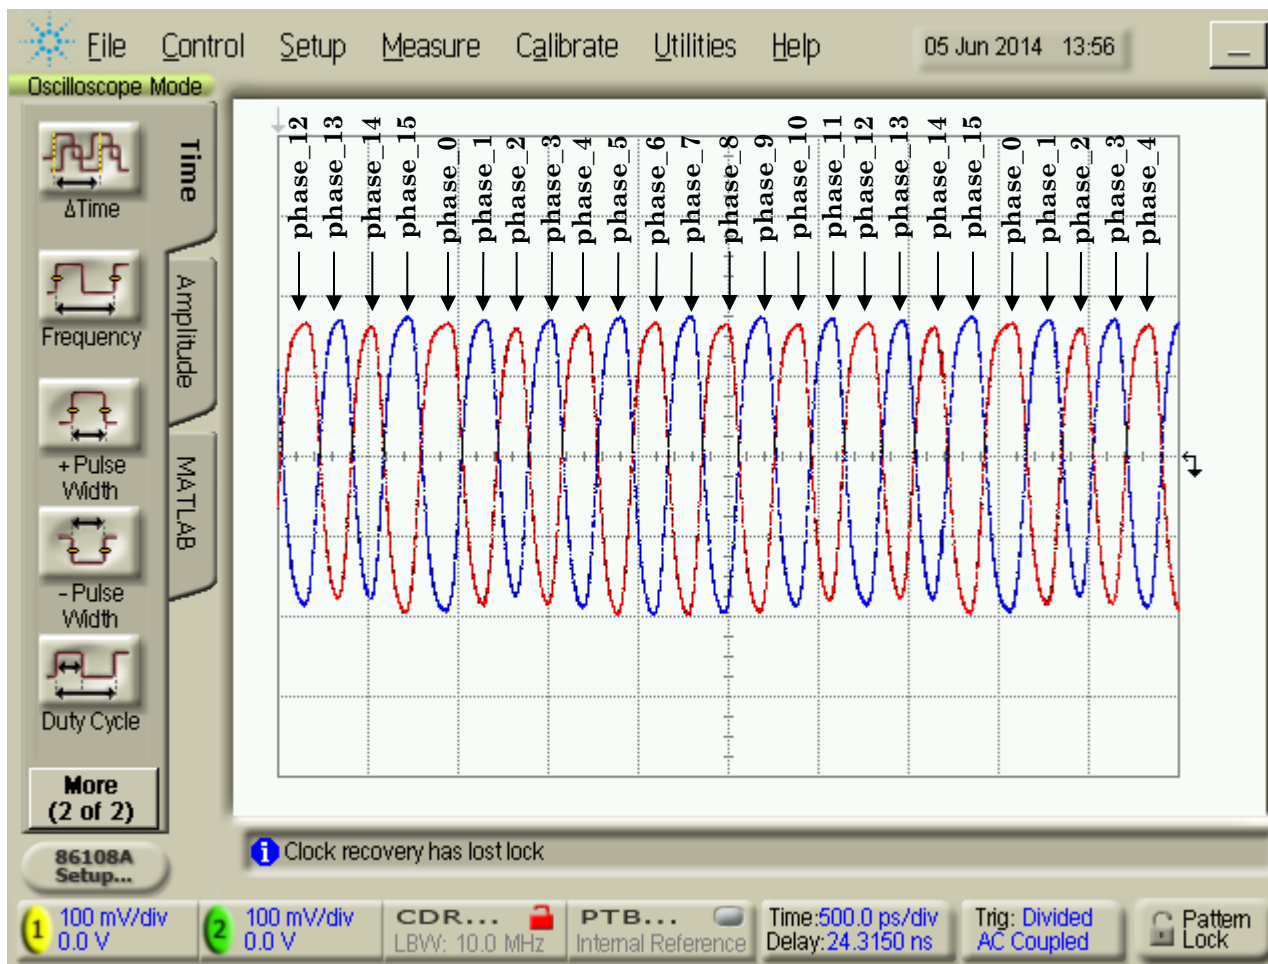 File Control Setup Measure Calibrate Utilities Help 05 Jun 2014 13:56
Oscilloscope Mode
Time
Amplitude
MATLAB
ΔTime
Frequency
+ Pulse
Width
- Pulse
Width
Duty Cycle
More
(2 of 2)
86108A
Setup...
phase_12
phase_13
phase_14
phase_15
phase_0
phase_1
phase_2
phase_3
phase_4
phase_5
phase_6
phase_7
phase_8
phase_9
phase_10
phase_11
phase_12
phase_13
phase_14
phase_15
phase_0
phase_1
phase_2
phase_3
phase_4
i Clock recovery has lost lock
1 100 mV/div
0.0 V
2 100 mV/div
0.0 V
CDR...
LBW: 10.0 MHz
PTB...
Internal Reference
Time:500.0 ps/div
Delay:24.3150 ns
Trig: Divided
AC Coupled
Pattern
Lock